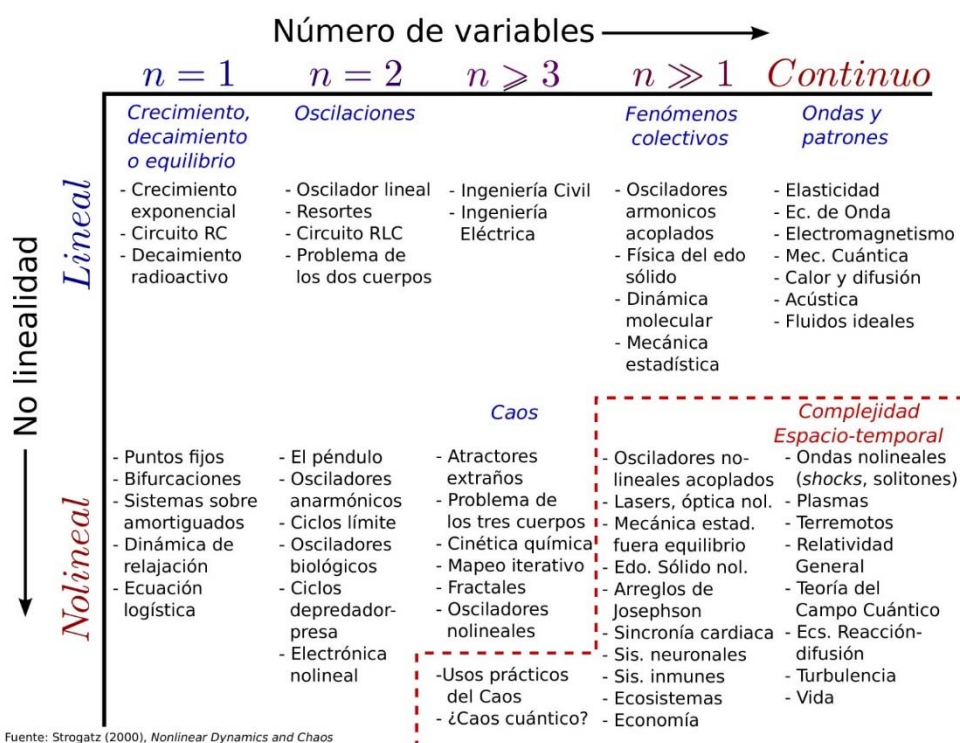 Número de variables
n = 1
n = 2
n ⩾ 3
n ≫ 1
Continuo
No linealidad
Lineal
Crecimiento,
decaimiento
o equilibrio
- Crecimiento
exponencial
- Circuito RC
- Decaimiento
radioactivo
Oscilaciones
- Oscilador lineal
- Resortes
- Circuito RLC
- Problema de
los dos cuerpos
- Ingeniería Civil
- Ingeniería
Eléctrica
Fenómenos
colectivos
- Osciladores
armonicos
acoplados
- Física del edo
sólido
- Dinámica
molecular
- Mecánica
estadística
Ondas y
patrones
- Elasticidad
- Ec. de Onda
- Electromagnetismo
- Mec. Cuántica
- Calor y difusión
- Acústica
- Fluidos ideales
Nolineal
- Puntos fijos
- Bifurcaciones
- Sistemas sobre
amortiguados
- Dinámica de
relajación
- Ecuación
logística
- El péndulo
- Osciladores
anarmónicos
- Ciclos límite
- Osciladores
biológicos
- Ciclos
depredador-
presa
- Electrónica
nolineal
Caos
- Atractores
extraños
- Problema de
los tres cuerpos
- Cinética química
- Mapeo iterativo
- Fractales
- Osciladores
nolineales
-Usos prácticos
del Caos
- ¿Caos cuántico?
- Osciladores no-
lineales acoplados
- Lasers, óptica nol.
- Mecánica estad.
fuera equilibrio
- Edo. Sólido nol.
- Arreglos de
Josephson
- Sincronía cardiaca
- Sis. neuronales
- Sis. inmunes
- Ecosistemas
- Economía
Complejidad
Espacio-temporal
- Ondas nolineales
(shocks, solitones)
- Plasmas
- Terremotos
- Relatividad
General
- Teoría del
Campo Cuántico
- Ecs. Reacción-
difusión
- Turbulencia
- Vida
Fuente: Strogatz (2000), Nonlinear Dynamics and Chaos